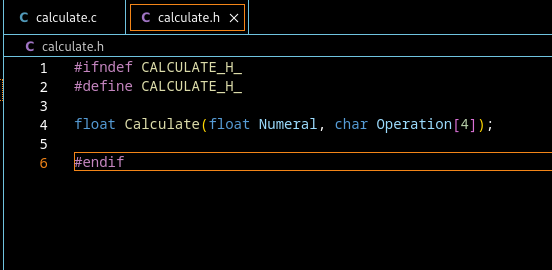 calculate.c calculate.h
calculate.h
1 #ifndef CALCULATE_H_
2 #define CALCULATE_H_
3
4 float Calculate(float Numeral, char Operation[4]);
5
6 #endif